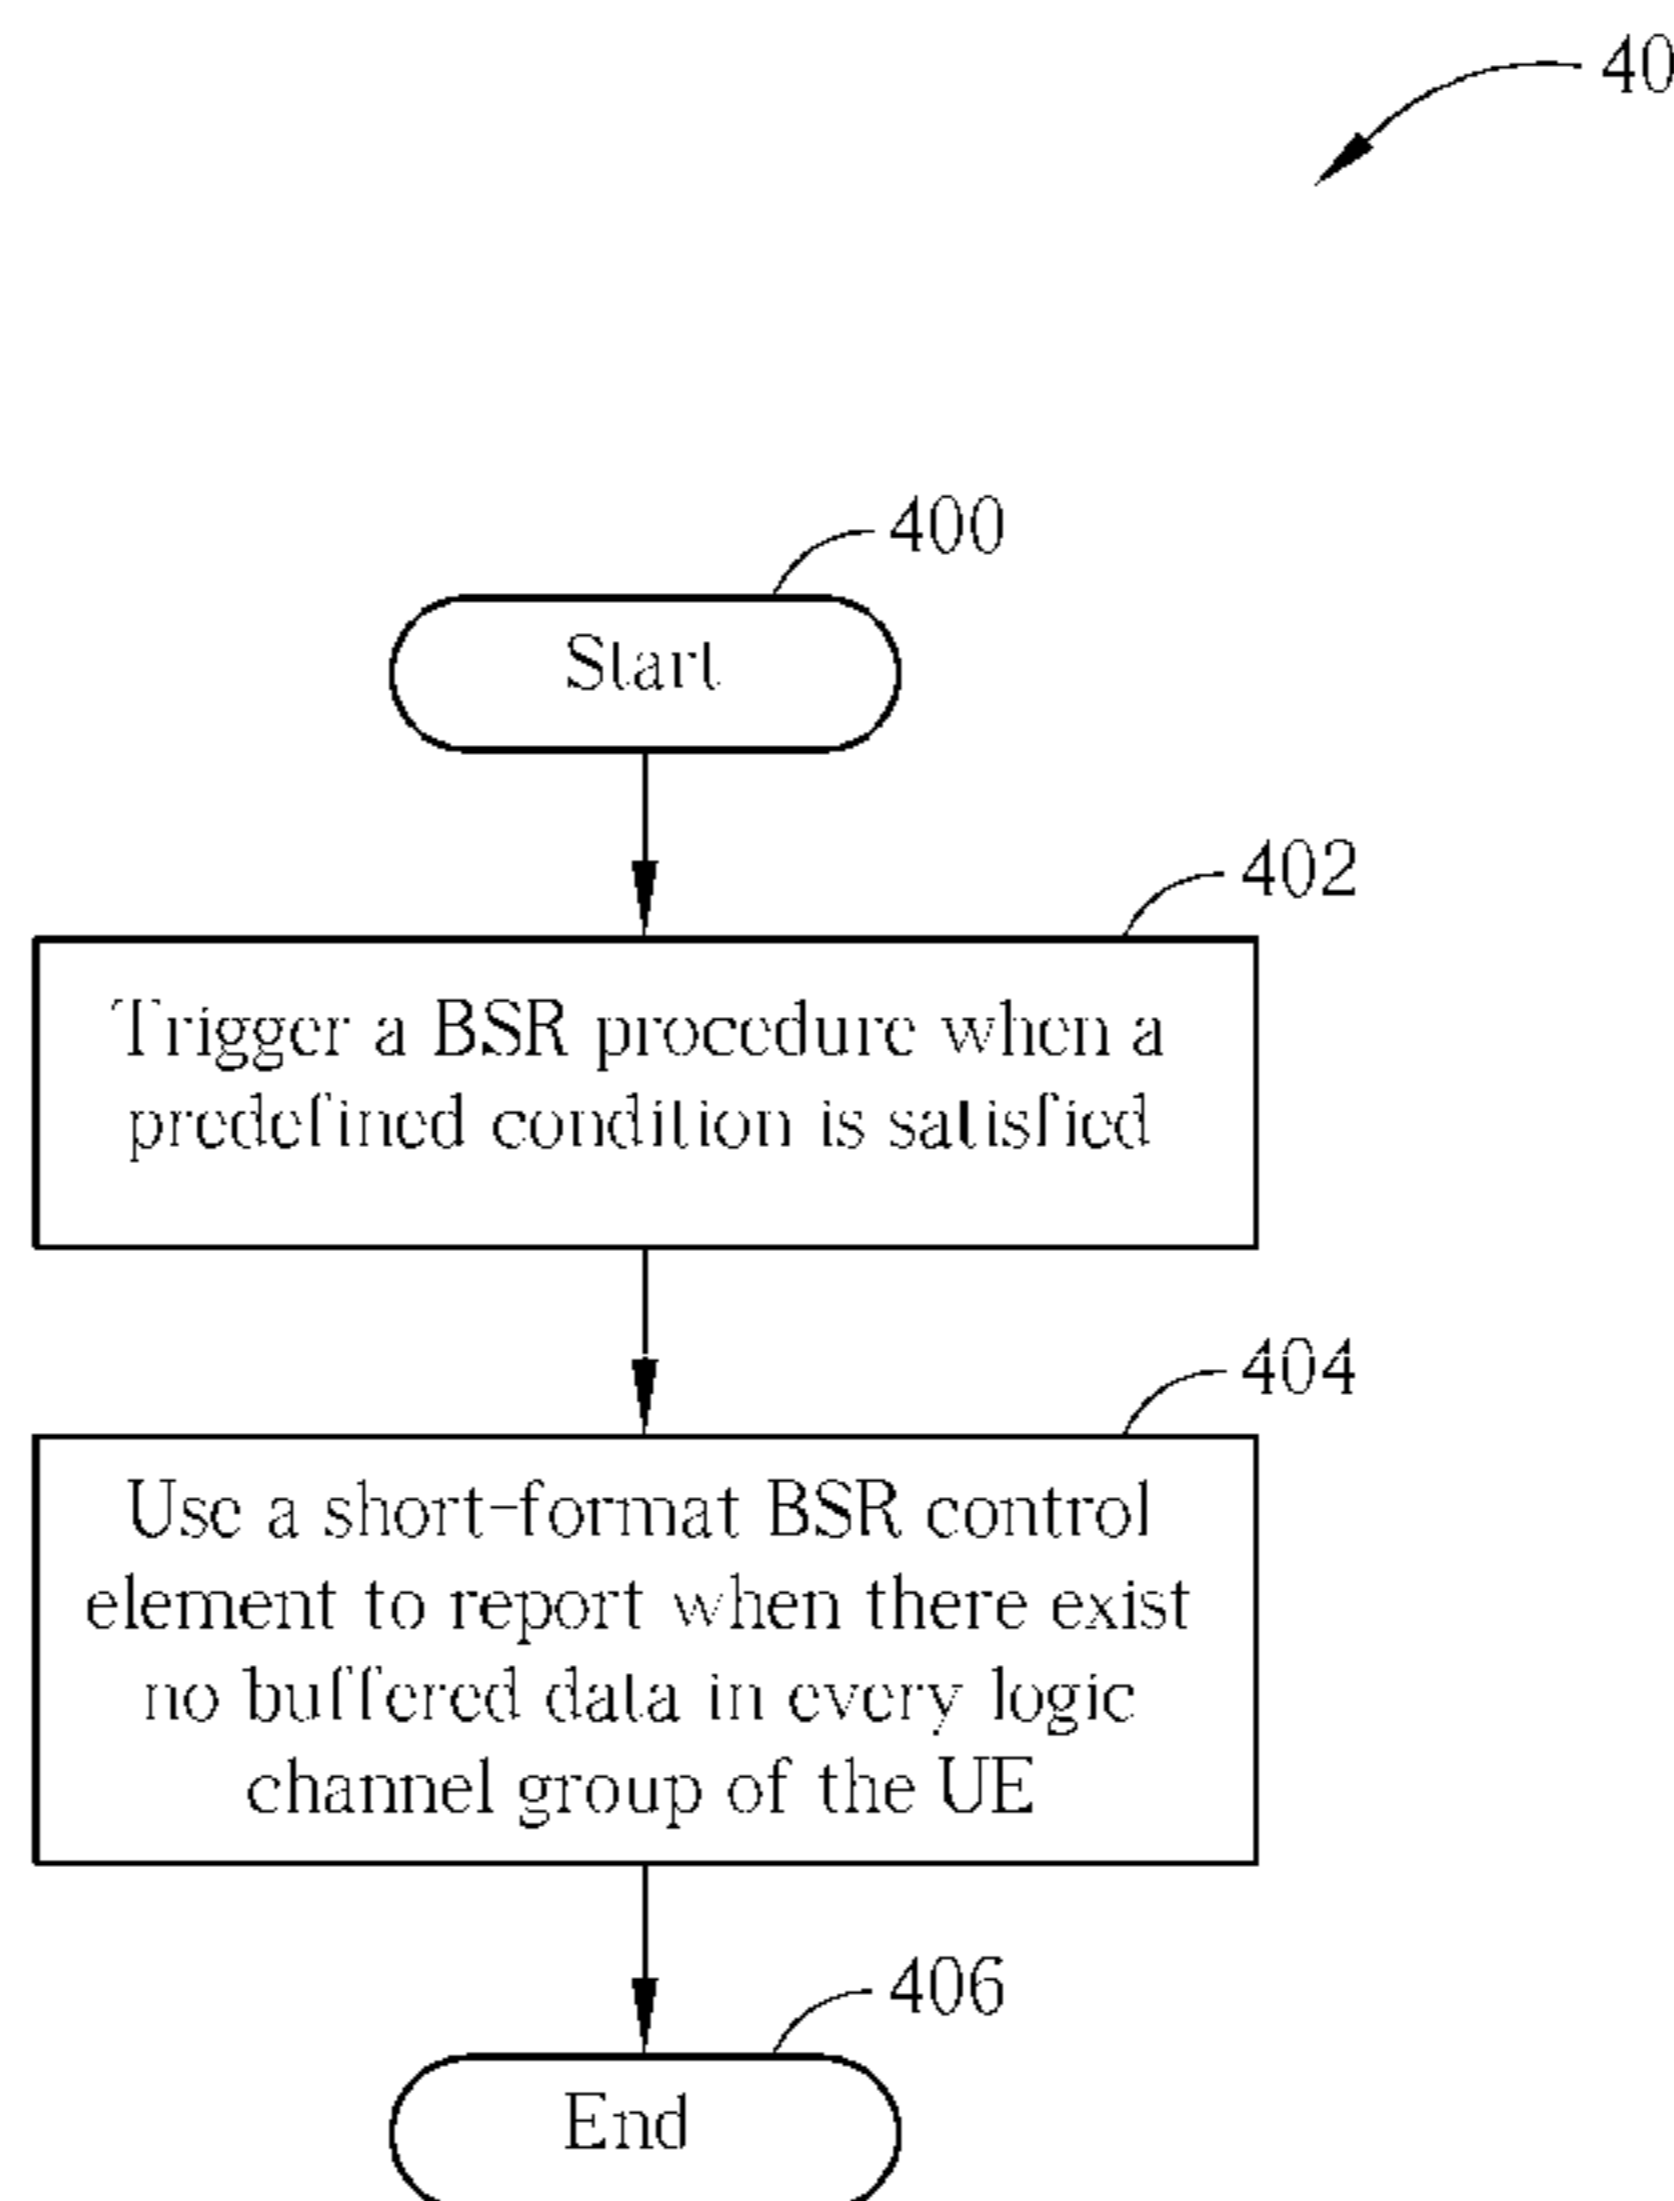 40
400
Start
402
Trigger a BSR procedure when a
predefined condition is satisfied
404
Use a short-format BSR control
element to report when there exist
no buffered data in every logic
channel group of the UE
406
End